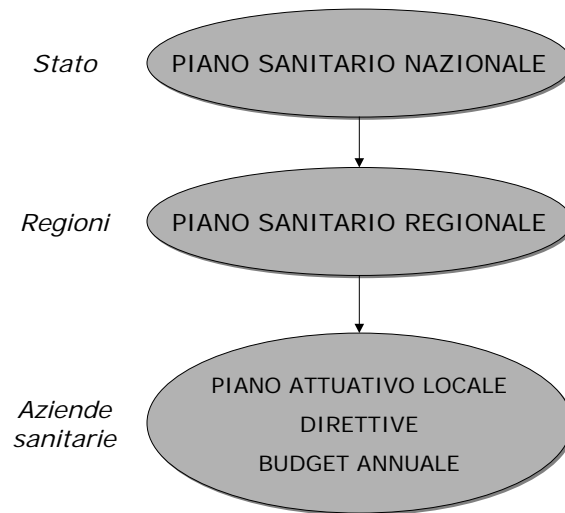 Stato
PIANO SANITARIO NAZIONALE
Regioni
PIANO SANITARIO REGIONALE
Aziende
sanitarie
PIANO ATTUATIVO LOCALE
DIRETTIVE
BUDGET ANNUALE